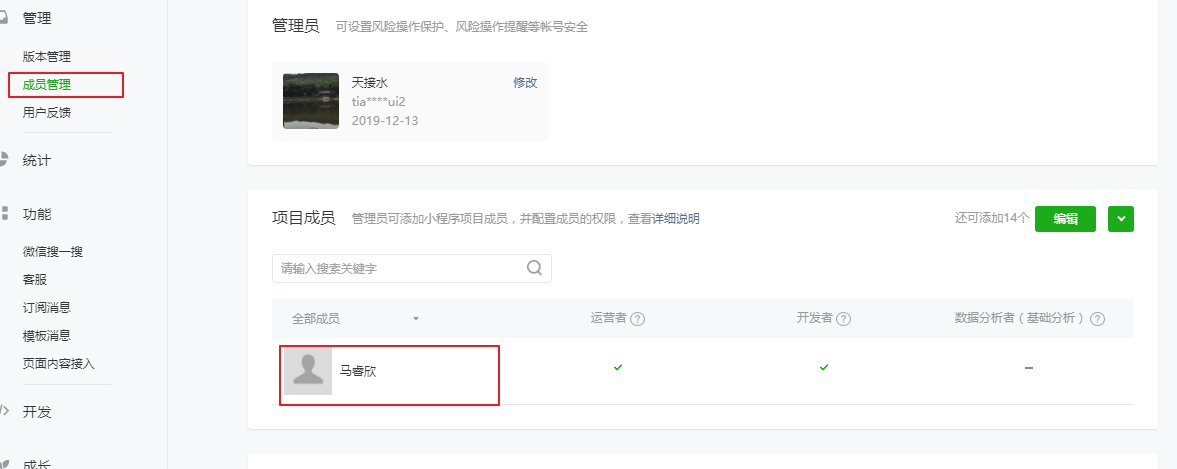 管理
版本管理
成员管理
用户反馈
统计
功能
微信搜一搜
客服
订阅消息
模板消息
页面内容接入
开发
成长
管理员 可设置风险操作保护、风险操作提醒等帐号安全
天接水 修改
tia****ui2
2019-12-13
项目成员 管理员可添加小程序项目成员，并配置成员的权限，查看详细说明 还可添加14个 编辑
请输入搜索关键字
全部成员 运营者 ? 开发者 ? 数据分析者（基础分析） ?
马睿欣